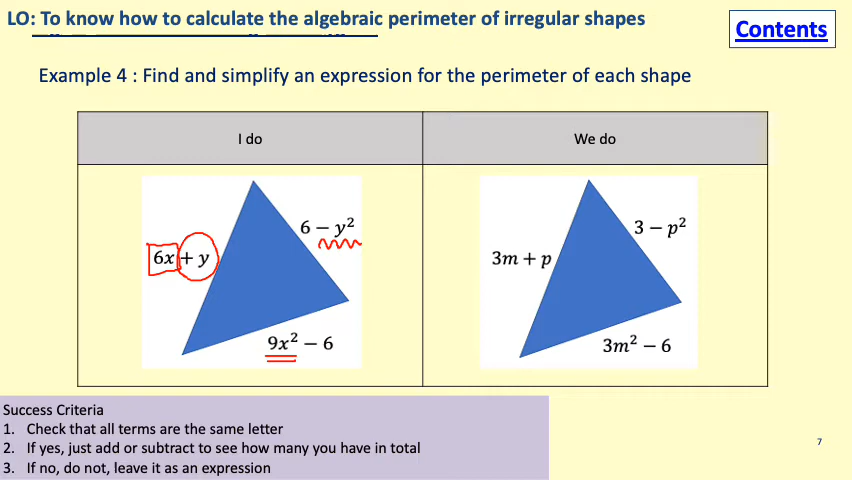 LO: To know how to calculate the algebraic perimeter of irregular shapes
Contents
Example 4 : Find and simplify an expression for the perimeter of each shape
I do
We do
6 − y²
6x + y
9x² − 6
3 − p²
3m + p
3m² − 6
Success Criteria
1. Check that all terms are the same letter
2. If yes, just add or subtract to see how many you have in total
3. If no, do not, leave it as an expression
7